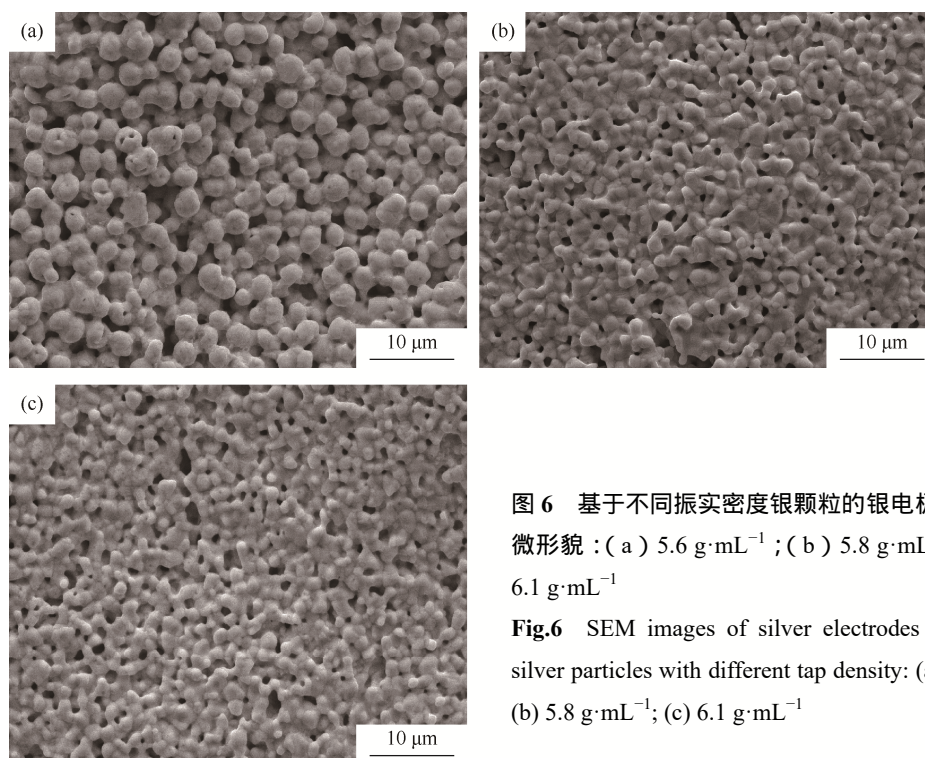 (a)
(b)
10 μm
10 μm
(c)
10 μm
图 6 基于不同振实密度银颗粒的银电极
微形貌：（a）5.6 g·mL⁻¹；（b）5.8 g·mL
6.1 g·mL⁻¹
Fig.6 SEM images of silver electrodes
silver particles with different tap density: (
(b) 5.8 g·mL⁻¹; (c) 6.1 g·mL⁻¹